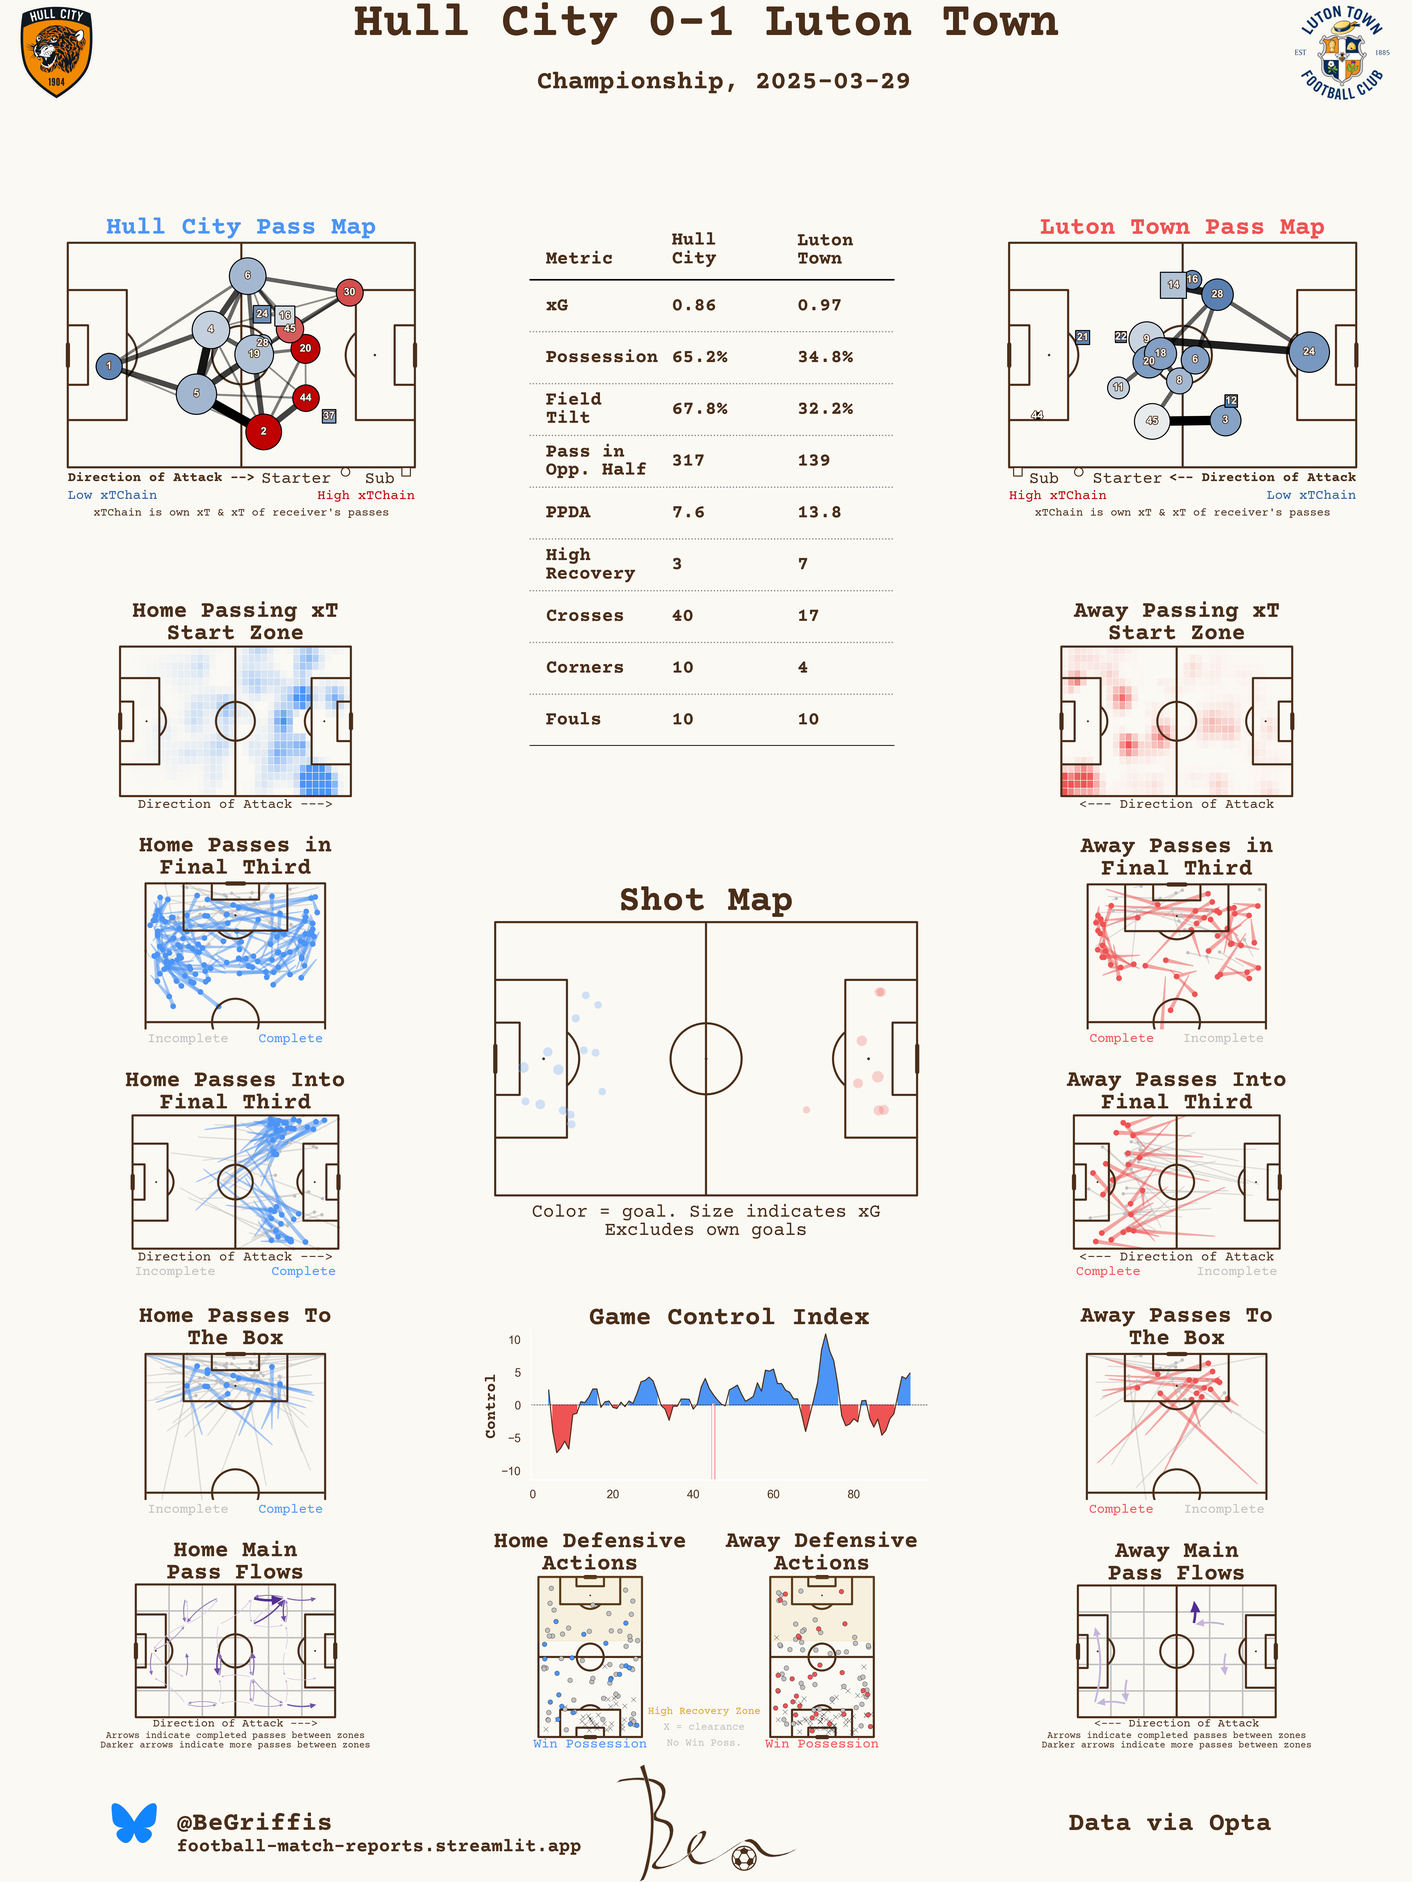 Hull City 0-1 Luton Town
Championship, 2025-03-29
HULL CITY
1904
LUTON TOWN
EST 1885
FOOTBALL CLUB
Hull City Pass Map
6
30
24
16
45
4
28
19
20
1
5
44
37
2
Direction of Attack --> Starter Sub
Low xTChain High xTChain
xTChain is own xT & xT of receiver's passes
Metric Hull City Luton Town
xG 0.86 0.97
Possession 65.2% 34.8%
Field Tilt 67.8% 32.2%
Pass in Opp. Half 317 139
PPDA 7.6 13.8
High Recovery 3 7
Crosses 40 17
Corners 10 4
Fouls 10 10
Luton Town Pass Map
16
14
28
21
22
9
18
20
6
24
11
8
12
44
45
3
Sub Starter <-- Direction of Attack
High xTChain Low xTChain
xTChain is own xT & xT of receiver's passes
Home Passing xT
Start Zone
Direction of Attack --->
Away Passing xT
Start Zone
<--- Direction of Attack
Home Passes in
Final Third
Incomplete Complete
Away Passes in
Final Third
Complete Incomplete
Shot Map
Color = goal. Size indicates xG
Excludes own goals
Home Passes Into
Final Third
Direction of Attack --->
Incomplete Complete
Away Passes Into
Final Third
<--- Direction of Attack
Complete Incomplete
Home Passes To
The Box
Incomplete Complete
Game Control Index
Control
10
5
0
−5
−10
0 20 40 60 80
Away Passes To
The Box
Complete Incomplete
Home Main
Pass Flows
Direction of Attack --->
Arrows indicate completed passes between zones
Darker arrows indicate more passes between zones
Home Defensive
Actions
Win Possession
Away Defensive
Actions
Win Possession
High Recovery Zone
X = clearance
No Win Poss.
Away Main
Pass Flows
<--- Direction of Attack
Arrows indicate completed passes between zones
Darker arrows indicate more passes between zones
@BeGriffis
football-match-reports.streamlit.app
Ben
Data via Opta